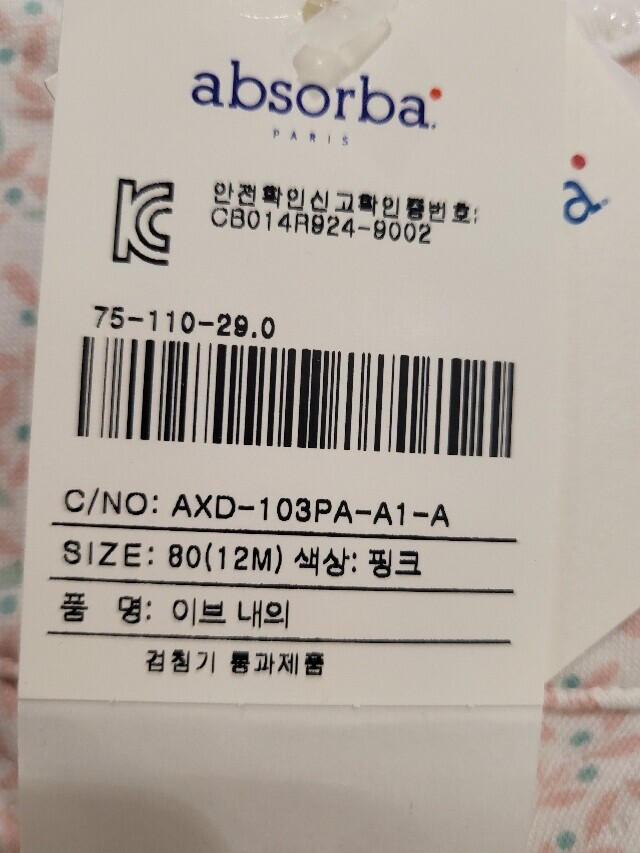 absorba
PARIS
안전확인신고확인증번호:
CB014R924-9002
75-110-29.0
C/NO: AXD-103PA-A1-A
SIZE: 80(12M) 색상: 핑크
품 명: 이브 내의
검침기 통과제품
a